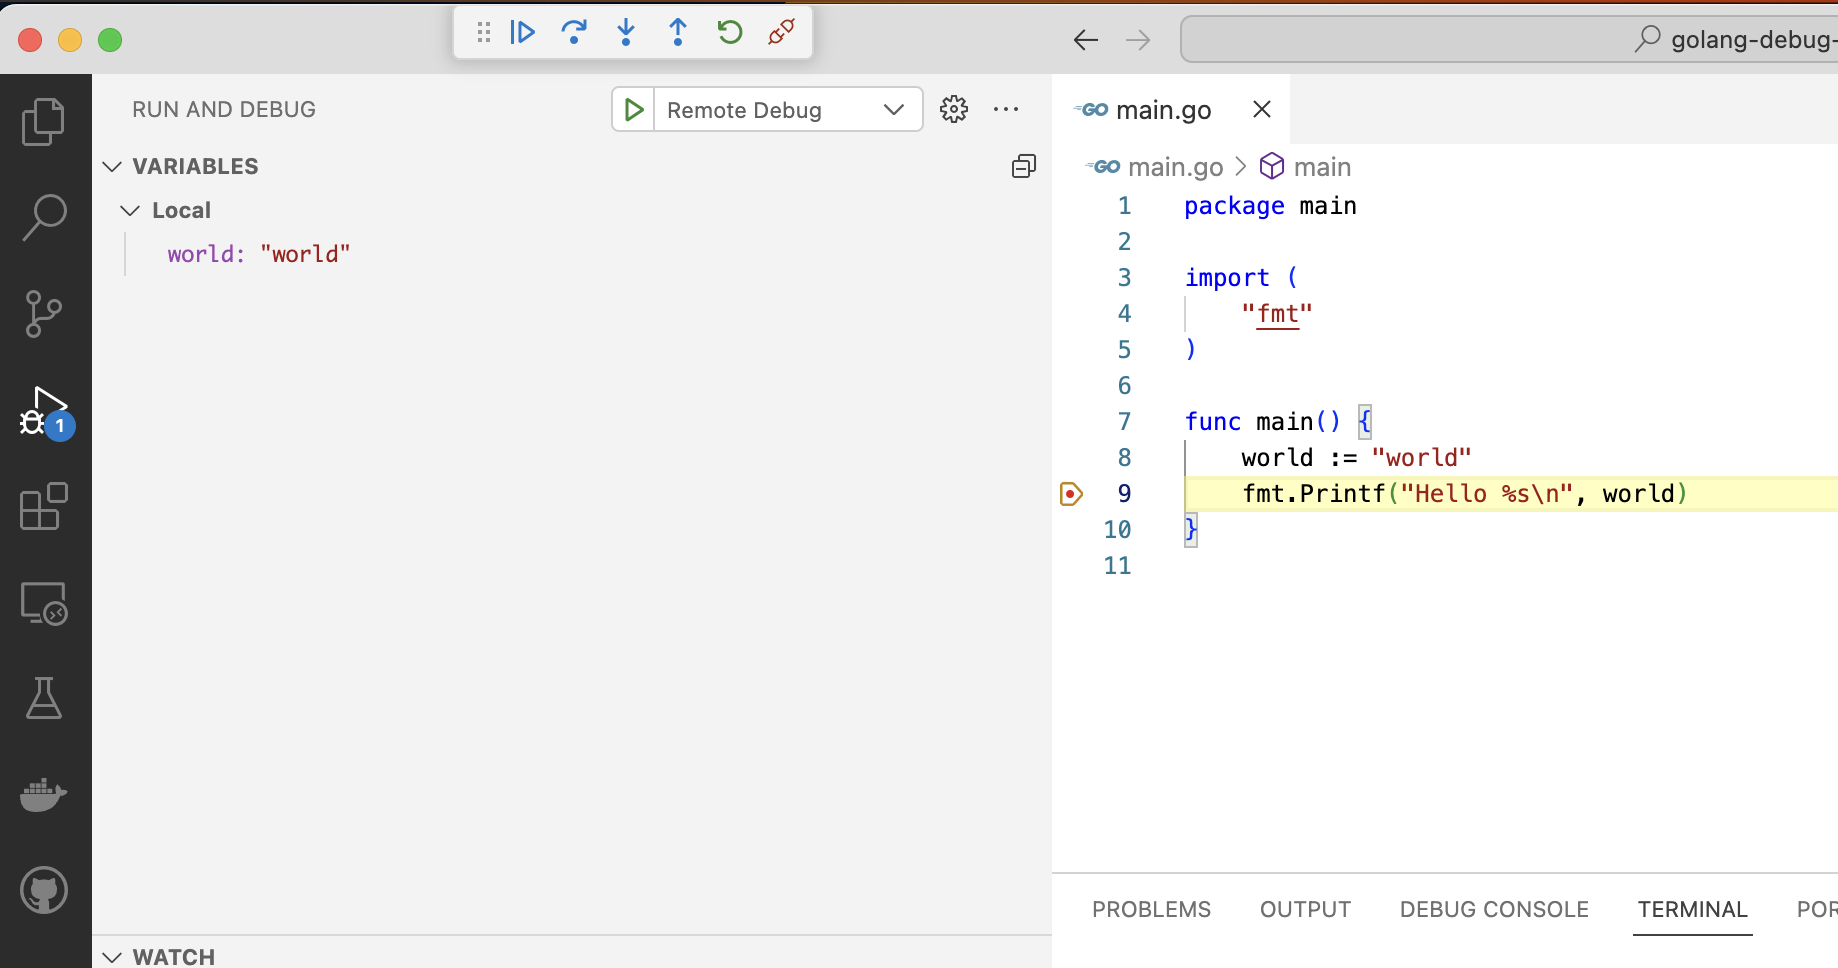 golang-debug-
RUN AND DEBUG
Remote Debug
VARIABLES
Local
world: "world"
1
WATCH
GO main.go
GO main.go > main
1 package main
2
3 import (
4 "fmt"
5 )
6
7 func main() {
8 world := "world"
9 fmt.Printf("Hello %s\n", world)
10 }
11
PROBLEMS OUTPUT DEBUG CONSOLE TERMINAL POR